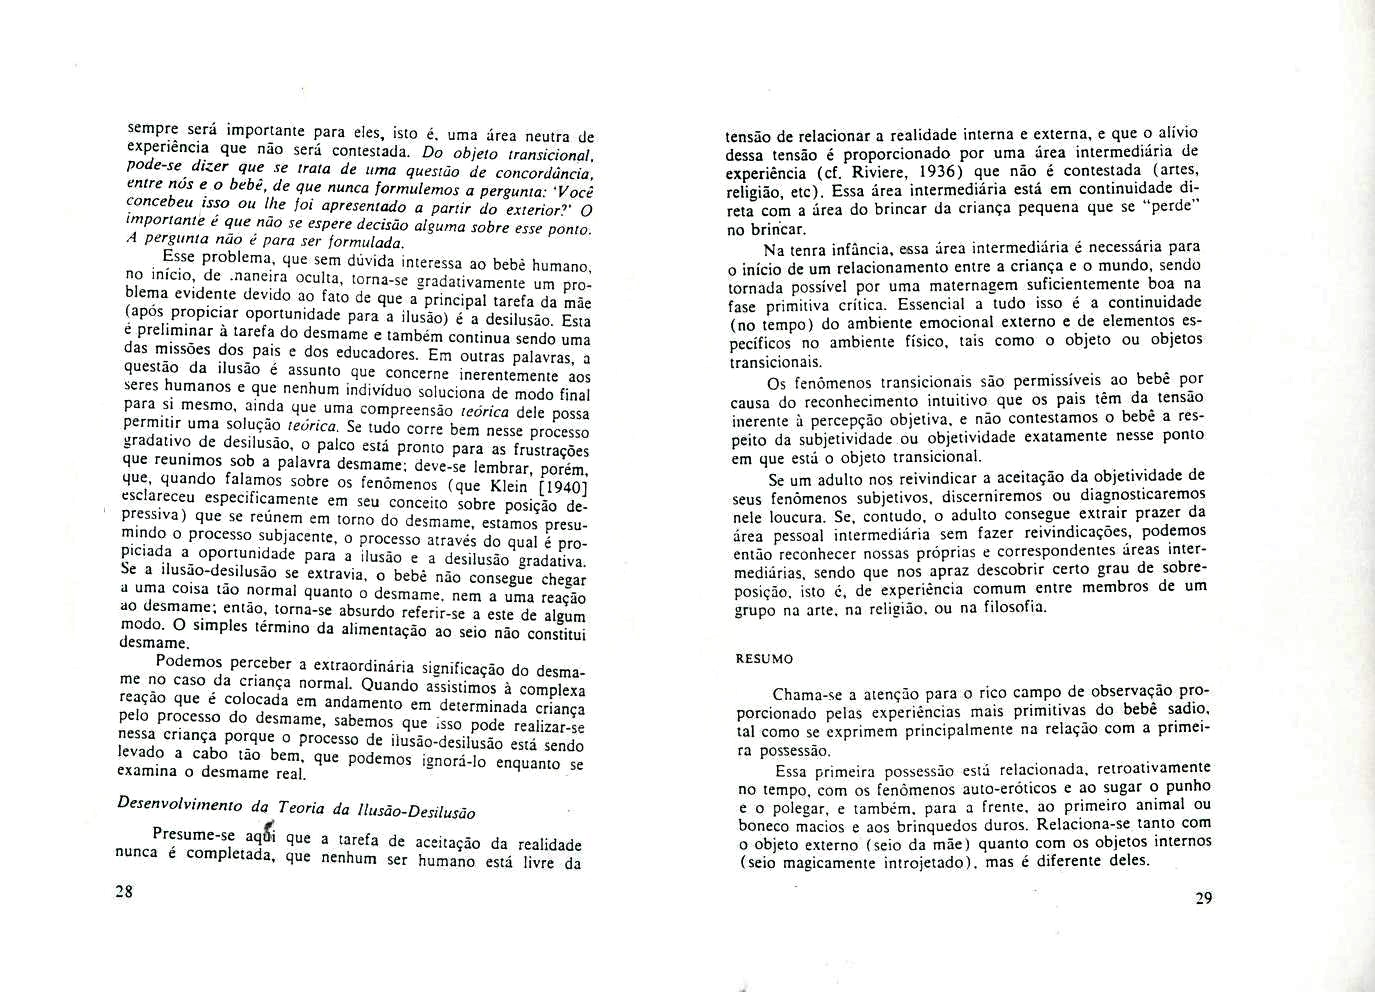 sempre será importante para eles, isto é. uma área neutra de
experiência que não será contestada. Do objeto transicional,
pode-se dizer que se trata de uma questão de concordância,
entre nós e o bebê, de que nunca formulemos a pergunta: 'Você
concebeu isso ou lhe foi apresentado a partir do exterior?' O
importante é que não se espere decisão alguma sobre esse ponto.
A pergunta não é para ser formulada.
Esse problema, que sem dúvida interessa ao bebê humano,
no início, de .naneira oculta, torna-se gradativamente um pro-
blema evidente devido ao fato de que a principal tarefa da mãe
(após propiciar oportunidade para a ilusão) é a desilusão. Esta
é preliminar à tarefa do desmame e também continua sendo uma
das missões dos pais e dos educadores. Em outras palavras, a
questão da ilusão é assunto que concerne inerentemente aos
seres humanos e que nenhum indivíduo soluciona de modo final
para si mesmo, ainda que uma compreensão teórica dele possa
permitir uma solução teórica. Se tudo corre bem nesse processo
gradativo de desilusão, o palco está pronto para as frustrações
que reunimos sob a palavra desmame; deve-se lembrar, porém,
que, quando falamos sobre os fenômenos (que Klein [1940]
esclareceu especificamente em seu conceito sobre posição de-
pressiva) que se reúnem em torno do desmame, estamos presu-
mindo o processo subjacente, o processo através do qual é pro-
piciada a oportunidade para a ilusão e a desilusão gradativa.
Se a ilusão-desilusão se extravia, o bebê não consegue chegar
a uma coisa tão normal quanto o desmame, nem a uma reação
ao desmame; então, torna-se absurdo referir-se a este de algum
modo. O simples término da alimentação ao seio não constitui
desmame.
Podemos perceber a extraordinária significação do desma-
me no caso da criança normal. Quando assistimos à complexa
reação que é colocada em andamento em determinada criança
pelo processo do desmame, sabemos que isso pode realizar-se
nessa criança porque o processo de ilusão-desilusão está sendo
levado a cabo tão bem, que podemos ignorá-lo enquanto se
examina o desmame real.
Desenvolvimento da Teoria da Ilusão-Desilusão
Presume-se aqui que a tarefa de aceitação da realidade
nunca é completada, que nenhum ser humano está livre da
28
tensão de relacionar a realidade interna e externa, e que o alívio
dessa tensão é proporcionado por uma área intermediária de
experiência (cf. Riviere, 1936) que não é contestada (artes,
religião, etc). Essa área intermediária está em continuidade di-
reta com a área do brincar da criança pequena que se "perde"
no brincar.
Na tenra infância, essa área intermediária é necessária para
o início de um relacionamento entre a criança e o mundo, sendo
tornada possível por uma maternagem suficientemente boa na
fase primitiva crítica. Essencial a tudo isso é a continuidade
(no tempo) do ambiente emocional externo e de elementos es-
pecíficos no ambiente físico, tais como o objeto ou objetos
transicionais.
Os fenômenos transicionais são permissíveis ao bebê por
causa do reconhecimento intuitivo que os pais têm da tensão
inerente à percepção objetiva, e não contestamos o bebê a res-
peito da subjetividade ou objetividade exatamente nesse ponto
em que está o objeto transicional.
Se um adulto nos reivindicar a aceitação da objetividade de
seus fenômenos subjetivos, discerniremos ou diagnosticaremos
nele loucura. Se, contudo, o adulto consegue extrair prazer da
área pessoal intermediária sem fazer reivindicações, podemos
então reconhecer nossas próprias e correspondentes áreas inter-
mediárias, sendo que nos apraz descobrir certo grau de sobre-
posição, isto é, de experiência comum entre membros de um
grupo na arte, na religião, ou na filosofia.
RESUMO
Chama-se a atenção para o rico campo de observação pro-
porcionado pelas experiências mais primitivas do bebê sadio,
tal como se exprimem principalmente na relação com a primei-
ra possessão.
Essa primeira possessão está relacionada, retroativamente
no tempo, com os fenômenos auto-eróticos e ao sugar o punho
e o polegar, e também, para a frente, ao primeiro animal ou
boneco macios e aos brinquedos duros. Relaciona-se tanto com
o objeto externo (seio da mãe) quanto com os objetos internos
(seio magicamente introjetado), mas é diferente deles.
29